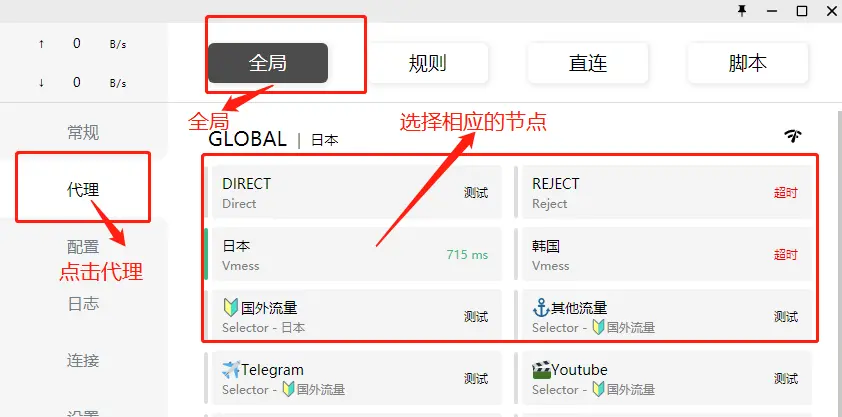 ↑ 0 B/s
↓ 0 B/s
全局 规则 直连 脚本
全局
选择相应的节点
GLOBAL | 日本
常规
代理
配置
点击代理
日志
连接
设置
DIRECT
Direct
测试
REJECT
Reject
超时
日本
Vmess
715 ms
韩国
Vmess
超时
🔰国外流量
Selector - 日本
测试
⚓其他流量
Selector - 🔰国外流量
测试
✈️Telegram
Selector - 🔰国外流量
测试
🎬Youtube
Selector - 🔰国外流量
测试